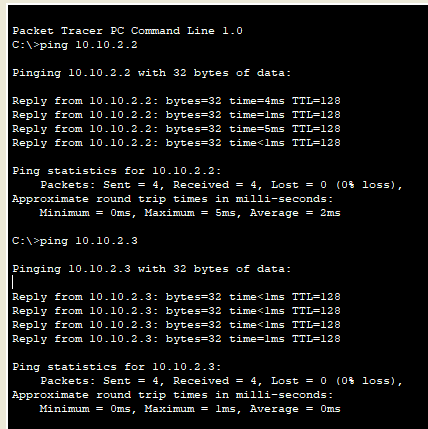 Packet Tracer PC Command Line 1.0
C:\>ping 10.10.2.2
Pinging 10.10.2.2 with 32 bytes of data:
Reply from 10.10.2.2: bytes=32 time=4ms TTL=128
Reply from 10.10.2.2: bytes=32 time=1ms TTL=128
Reply from 10.10.2.2: bytes=32 time=5ms TTL=128
Reply from 10.10.2.2: bytes=32 time<1ms TTL=128
Ping statistics for 10.10.2.2:
    Packets: Sent = 4, Received = 4, Lost = 0 (0% loss),
Approximate round trip times in milli-seconds:
    Minimum = 0ms, Maximum = 5ms, Average = 2ms
C:\>ping 10.10.2.3
Pinging 10.10.2.3 with 32 bytes of data:
Reply from 10.10.2.3: bytes=32 time<1ms TTL=128
Reply from 10.10.2.3: bytes=32 time<1ms TTL=128
Reply from 10.10.2.3: bytes=32 time<1ms TTL=128
Reply from 10.10.2.3: bytes=32 time=1ms TTL=128
Ping statistics for 10.10.2.3:
    Packets: Sent = 4, Received = 4, Lost = 0 (0% loss),
Approximate round trip times in milli-seconds:
    Minimum = 0ms, Maximum = 1ms, Average = 0ms